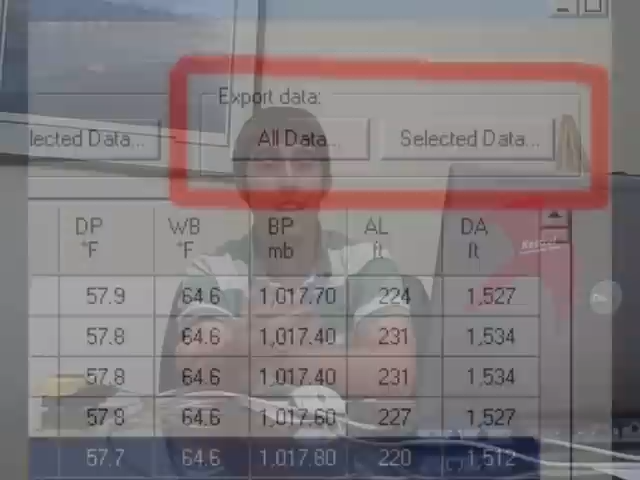 Export data:
lected Data... All Data... Selected Data...
DP WB BP AL DA
°F °F mb ft ft
57.9 64.6 1,017.70 224 1,527
57.8 64.6 1,017.40 231 1,534
57.8 64.6 1,017.40 231 1,534
57.8 64.6 1,017.60 227 1,527
57.7 64.6 1,017.80 220 1,512
Kestrel